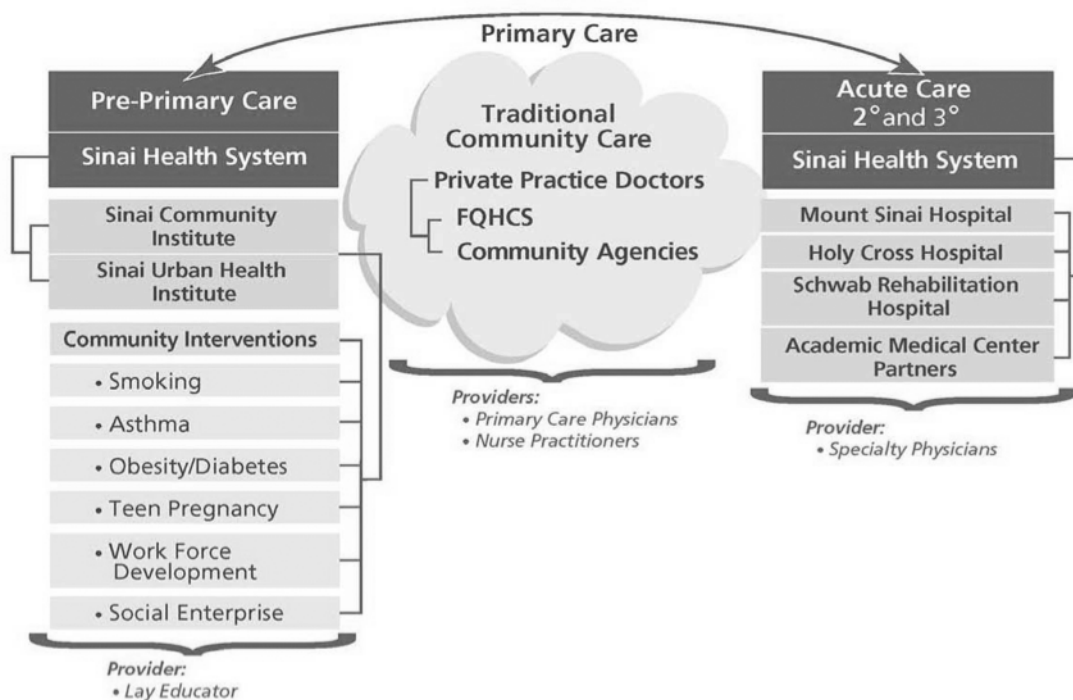 Primary Care
Pre-Primary Care
Sinai Health System
Sinai Community
Institute
Sinai Urban Health
Institute
Community Interventions
• Smoking
• Asthma
• Obesity/Diabetes
• Teen Pregnancy
• Work Force
Development
• Social Enterprise
Provider:
• Lay Educator
Traditional
Community Care
Private Practice Doctors
FQHCS
Community Agencies
Providers:
• Primary Care Physicians
• Nurse Practitioners
Acute Care
2° and 3°
Sinai Health System
Mount Sinai Hospital
Holy Cross Hospital
Schwab Rehabilitation
Hospital
Academic Medical Center
Partners
Provider:
• Specialty Physicians